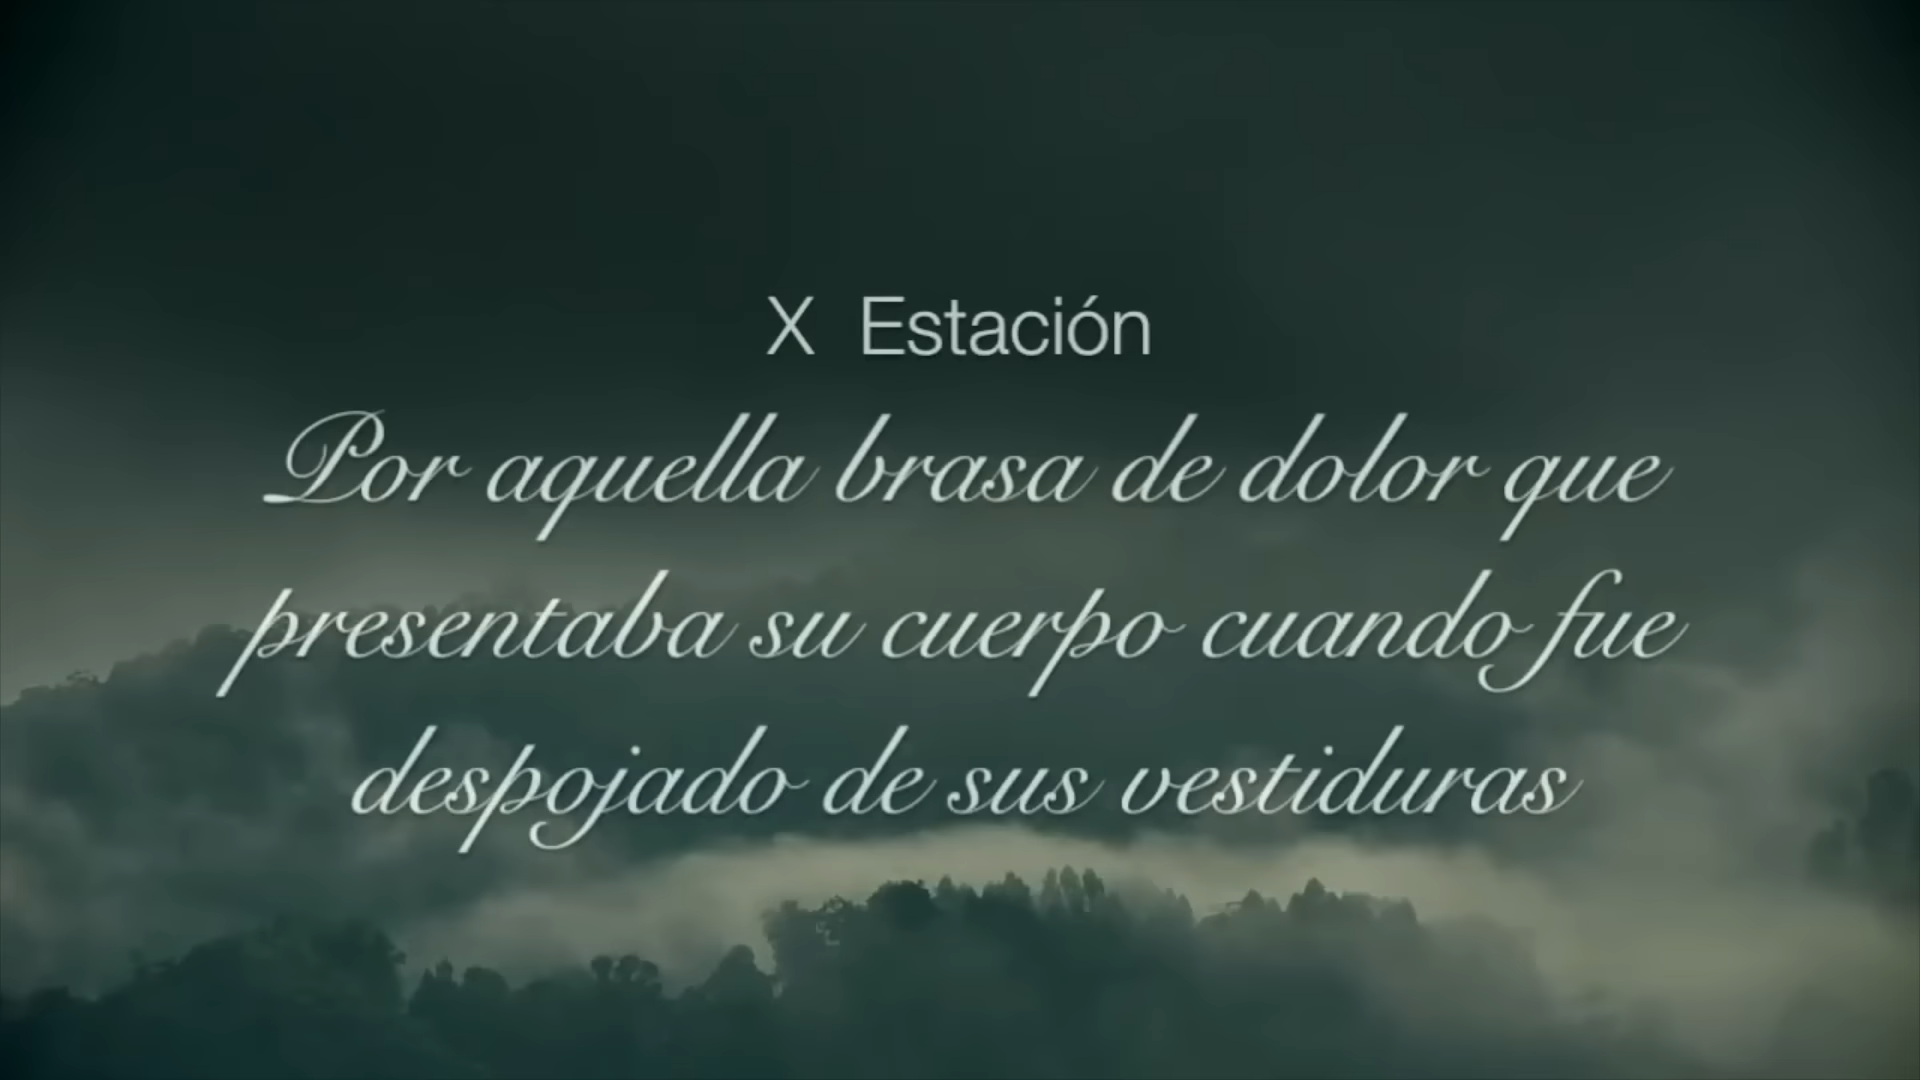 X Estación
Por aquella brasa de dolor que
presentaba su cuerpo cuando fue
despojado de sus vestiduras